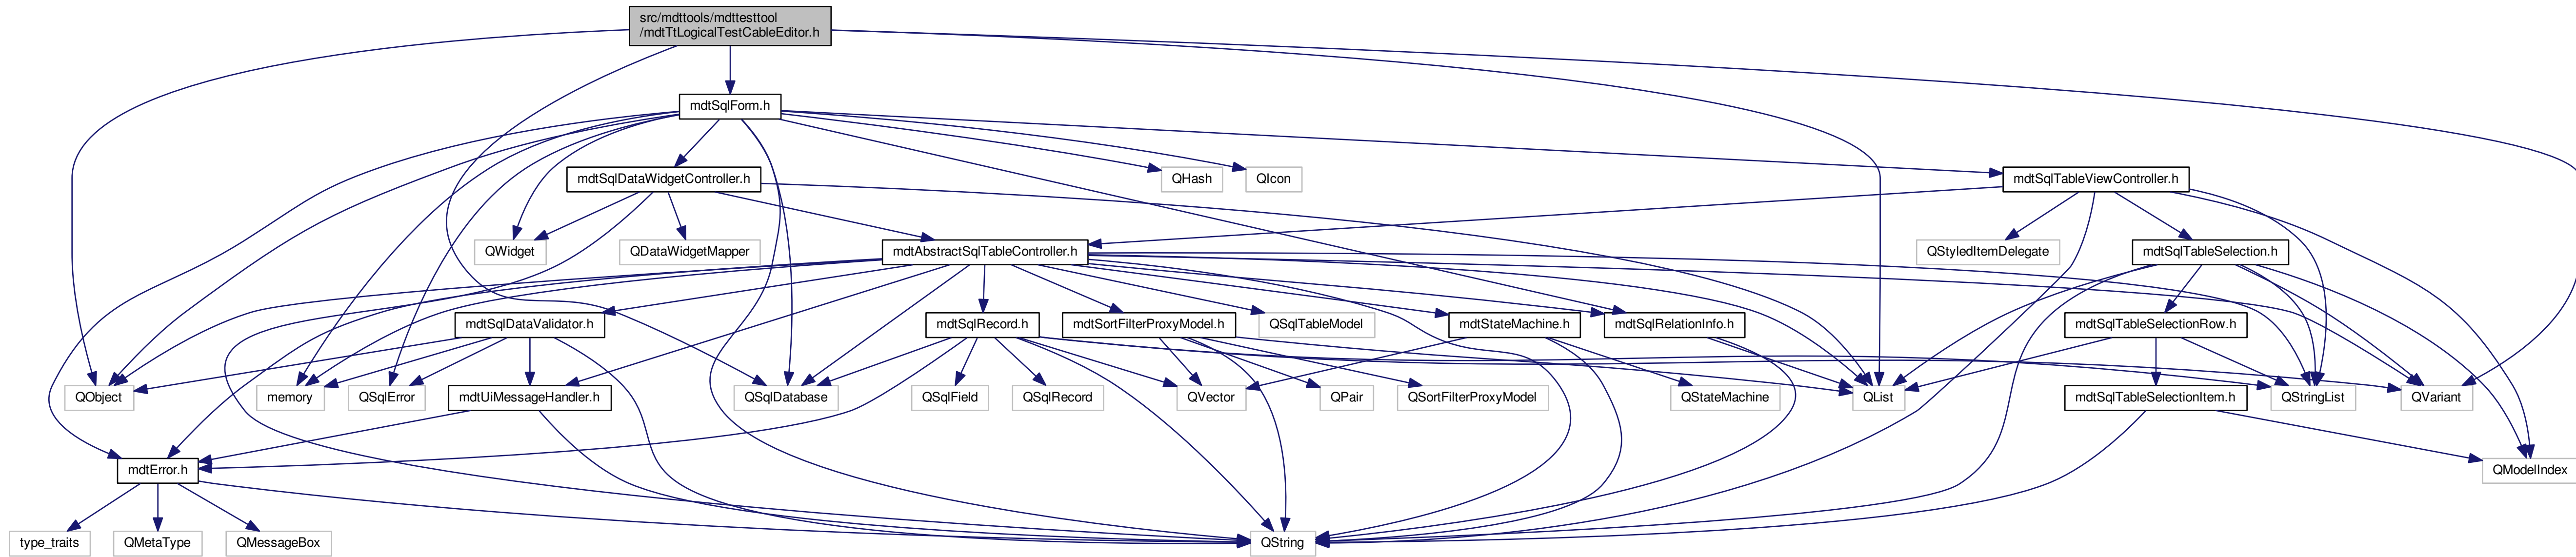 src/mdttools/mdttesttool
/mdtTtLogicalTestCableEditor.h
mdtSqlForm.h
mdtSqlDataWidgetController.h
QHash
QIcon
mdtSqlTableViewController.h
QWidget
QDataWidgetMapper
mdtAbstractSqlTableController.h
QStyledItemDelegate
mdtSqlTableSelection.h
mdtSqlDataValidator.h
mdtSqlRecord.h
mdtSortFilterProxyModel.h
QSqlTableModel
mdtStateMachine.h
mdtSqlRelationInfo.h
mdtSqlTableSelectionRow.h
QObject
memory
QSqlError
mdtUiMessageHandler.h
QSqlDatabase
QSqlField
QSqlRecord
QVector
QPair
QSortFilterProxyModel
QStateMachine
QList
mdtSqlTableSelectionItem.h
QStringList
QVariant
mdtError.h
QModelIndex
type_traits
QMetaType
QMessageBox
QString